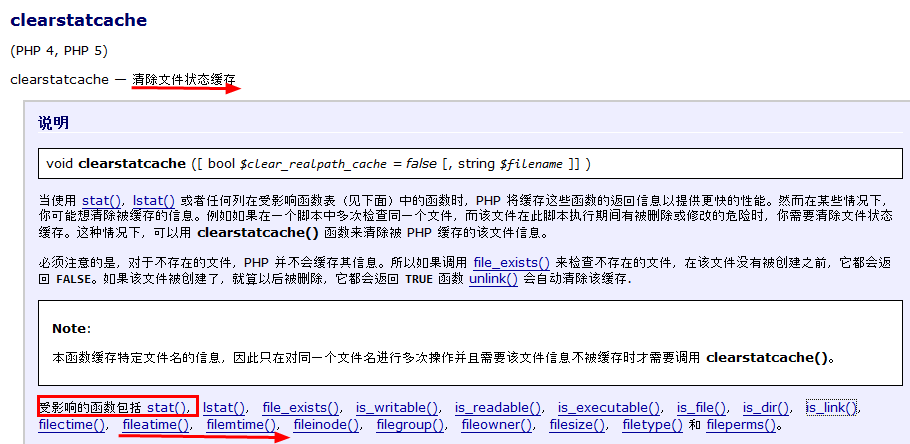 clearstatcache
(PHP 4, PHP 5)
clearstatcache — 清除文件状态缓存
说明
void clearstatcache ([ bool $clear_realpath_cache = false [, string $filename ]] )
当使用 stat()，lstat() 或者任何列在受影响函数表（见下面）中的函数时，PHP 将缓存这些函数的返回信息以提供更快的性能。然而在某些情况下，
你可能想清除被缓存的信息。例如如果在一个脚本中多次检查同一个文件，而该文件在此脚本执行期间有被删除或修改的危险时，你需要清除文件状态
缓存。这种情况下，可以用 clearstatcache() 函数来清除被 PHP 缓存的该文件信息。
必须注意的是，对于不存在的文件，PHP 并不会缓存其信息。所以如果调用 file_exists() 来检查不存在的文件，在该文件没有被创建之前，它都会返
回 FALSE。如果该文件被创建了，就算以后被删除，它都会返回 TRUE 函数 unlink() 会自动清除该缓存.
Note:
本函数缓存特定文件名的信息，因此只在对同一个文件名进行多次操作并且需要该文件信息不被缓存时才需要调用 clearstatcache()。
受影响的函数包括 stat()， lstat()， file_exists()， is_writable()， is_readable()， is_executable()， is_file()， is_dir()， is_link()，
filectime()， fileatime()， filemtime()， fileinode()， filegroup()， fileowner()， filesize()， filetype() 和 fileperms()。